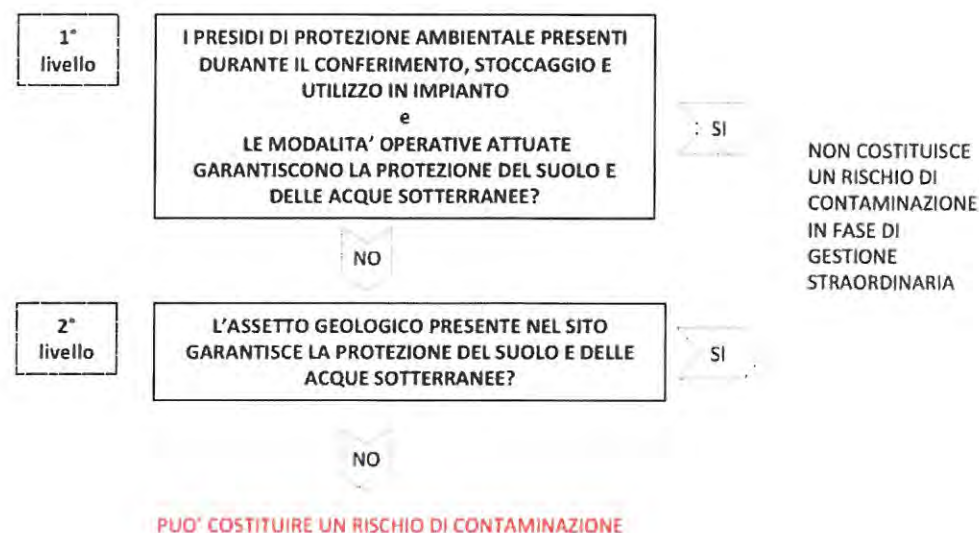 1°
livello
I PRESIDI DI PROTEZIONE AMBIENTALE PRESENTI
DURANTE IL CONFERIMENTO, STOCCAGGIO E
UTILIZZO IN IMPIANTO
e
LE MODALITA' OPERATIVE ATTUATE
GARANTISCONO LA PROTEZIONE DEL SUOLO E
DELLE ACQUE SOTTERRANEE?
SI
NON COSTITUISCE
UN RISCHIO DI
CONTAMINAZIONE
IN FASE DI
GESTIONE
STRAORDINARIA
NO
2°
livello
L'ASSETTO GEOLOGICO PRESENTE NEL SITO
GARANTISCE LA PROTEZIONE DEL SUOLO E DELLE
ACQUE SOTTERRANEE?
SI
NO
PUO' COSTITUIRE UN RISCHIO DI CONTAMINAZIONE